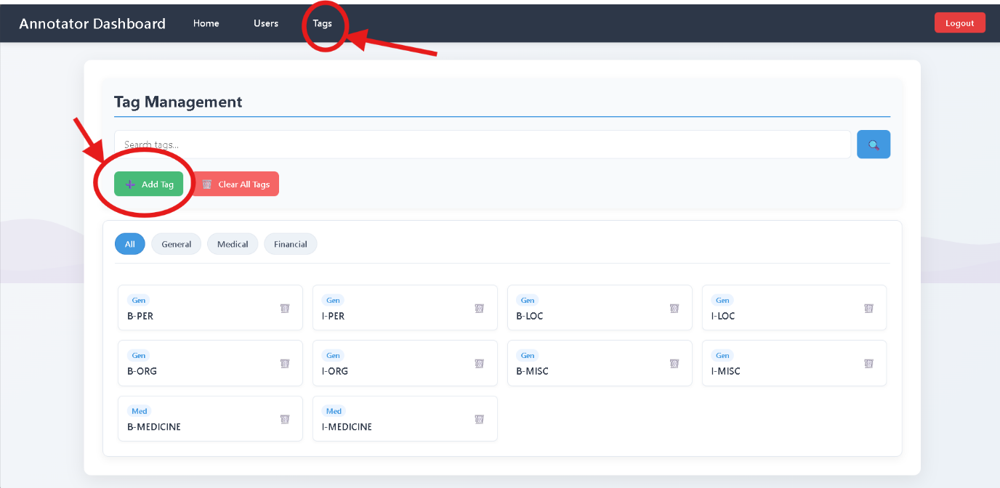 Annotator Dashboard Home Users Tags Logout
Tag Management
Search tags...
Add Tag Clear All Tags
All General Medical Financial
Gen Gen Gen Gen
B-PER I-PER B-LOC I-LOC
Gen Gen Gen Gen
B-ORG I-ORG B-MISC I-MISC
Med Med
B-MEDICINE I-MEDICINE